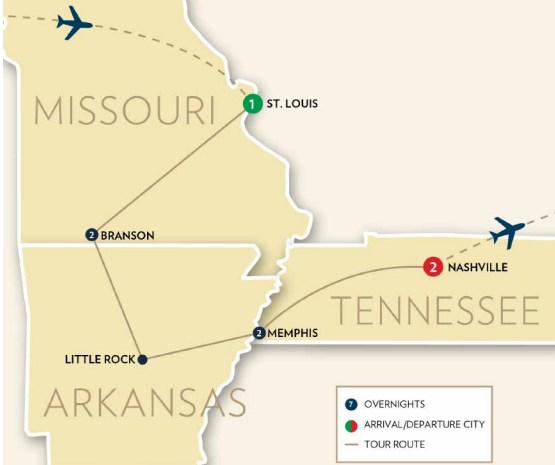 MISSOURI
1 ST. LOUIS
2 BRANSON
2 NASHVILLE
TENNESSEE
2 MEMPHIS
LITTLE ROCK
ARKANSAS
7 OVERNIGHTS
ARRIVAL/DEPARTURE CITY
TOUR ROUTE